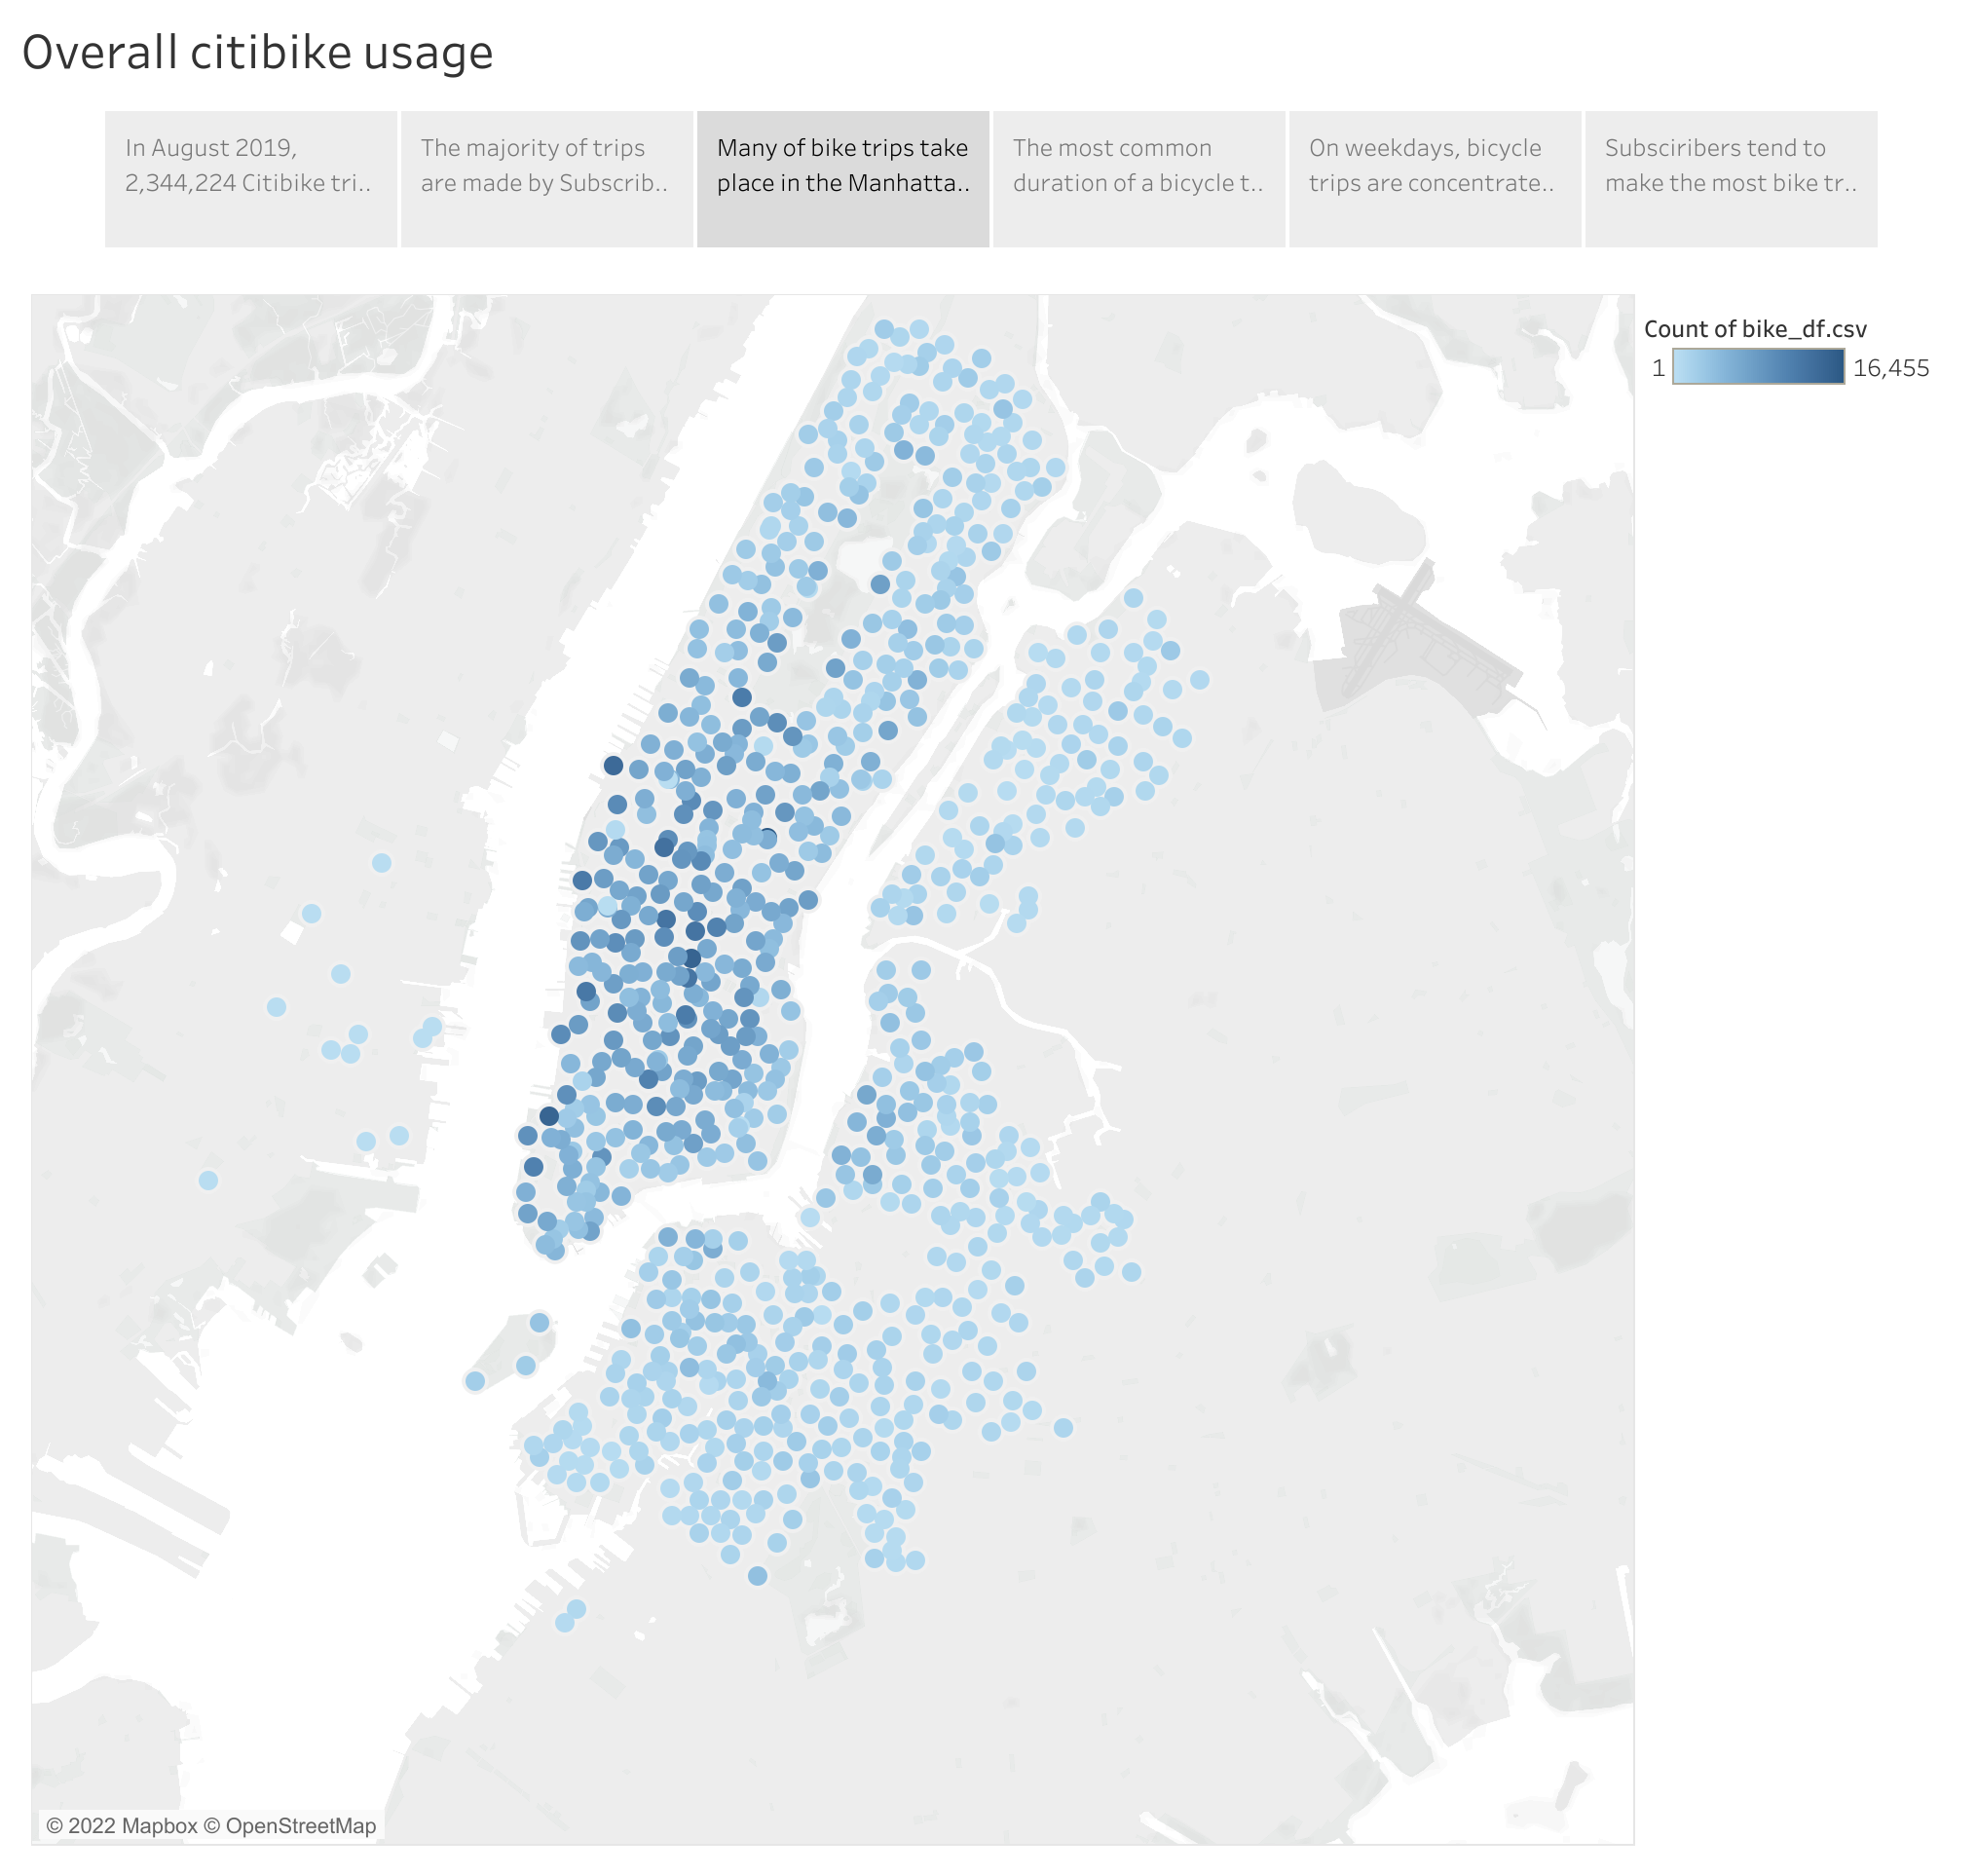 Overall citibike usage
In August 2019,
2,344,224 Citibike tri..
The majority of trips
are made by Subscrib..
Many of bike trips take
place in the Manhatta..
The most common
duration of a bicycle t..
On weekdays, bicycle
trips are concentrate..
Subsciribers tend to
make the most bike tr..
Count of bike_df.csv
1 16,455
© 2022 Mapbox © OpenStreetMap